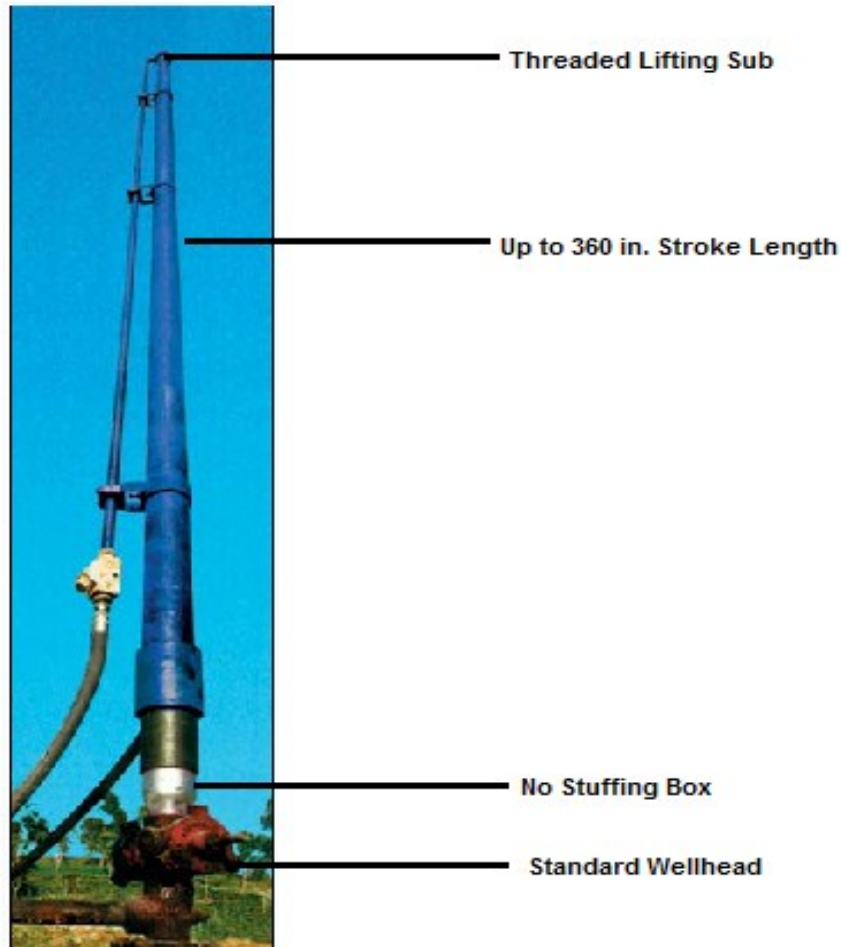 Threaded Lifting Sub
Up to 360 in. Stroke Length
No Stuffing Box
Standard Wellhead